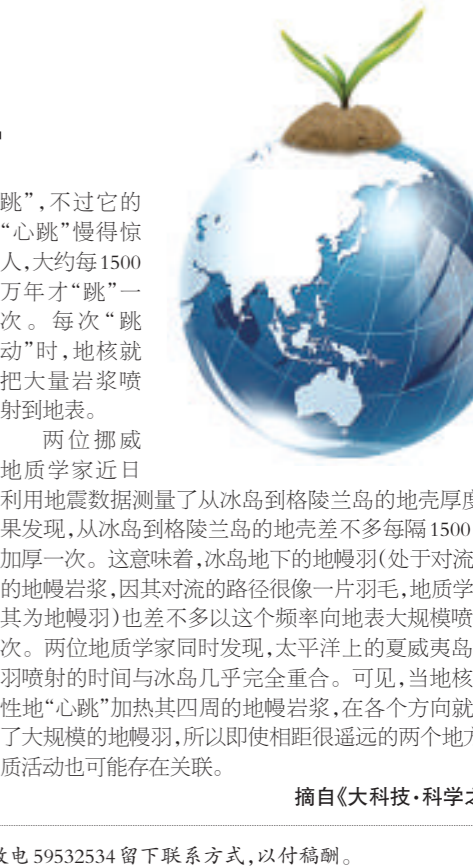 跳”,不过它的
“心跳”慢得惊
人,大约每1500
万年才“跳”一
次。每次“跳
动”时,地核就
把大量岩浆喷
射到地表。
两位挪威
地质学家近日
利用地震数据测量了从冰岛到格陵兰岛的地壳厚度
果发现,从冰岛到格陵兰岛的地壳差不多每隔1500
加厚一次。这意味着,冰岛地下的地幔羽(处于对流
的地幔岩浆,因其对流的路径很像一片羽毛,地质学
其为地幔羽)也差不多以这个频率向地表大规模喷
次。两位地质学家同时发现,太平洋上的夏威夷岛
羽喷射的时间与冰岛几乎完全重合。可见,当地核
性地“心跳”加热其四周的地幔岩浆,在各个方向就
了大规模的地幔羽,所以即使相距很遥远的两个地方
质活动也可能存在关联。
摘自《大科技·科学之
电59532534留下联系方式,以付稿酬。